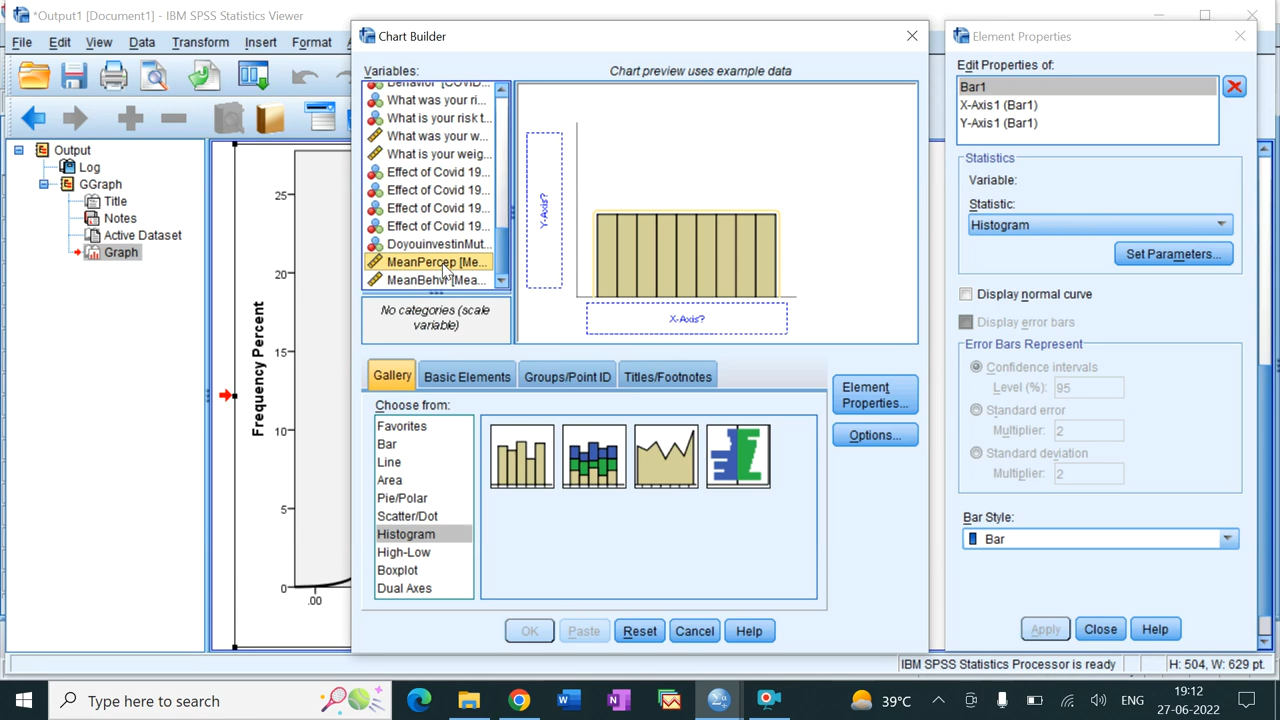 *Output1 [Document1] - IBM SPSS Statistics Viewer
File Edit View Data Transform Insert Format
Output
Log
GGraph
Title
Notes
Active Dataset
Graph
Frequency Percent
25
20
15
10
5
0
.00
Chart Builder
Variables:
Chart preview uses example data
Behavior [COVID...
What was your ri...
What is your risk t...
What was your w...
What is your weig...
Effect of Covid 19...
Effect of Covid 19...
Effect of Covid 19...
Effect of Covid 19...
DoyouinvestinMut...
MeanPercep [Me...
MeanBehvr [Mea...
No categories (scale
variable)
Y-Axis?
X-Axis?
Gallery Basic Elements Groups/Point ID Titles/Footnotes
Choose from:
Favorites
Bar
Line
Area
Pie/Polar
Scatter/Dot
Histogram
High-Low
Boxplot
Dual Axes
Element
Properties...
Options...
OK Paste Reset Cancel Help
Element Properties
Edit Properties of:
Bar1
X-Axis1 (Bar1)
Y-Axis1 (Bar1)
Statistics
Variable:
Statistic:
Histogram
Set Parameters...
Display normal curve
Display error bars
Error Bars Represent
Confidence intervals
Level (%): 95
Standard error
Multiplier: 2
Standard deviation
Multiplier: 2
Bar Style:
Bar
Apply Close Help
IBM SPSS Statistics Processor is ready H: 504, W: 629 pt.
Type here to search
39°C
ENG
19:12
27-06-2022